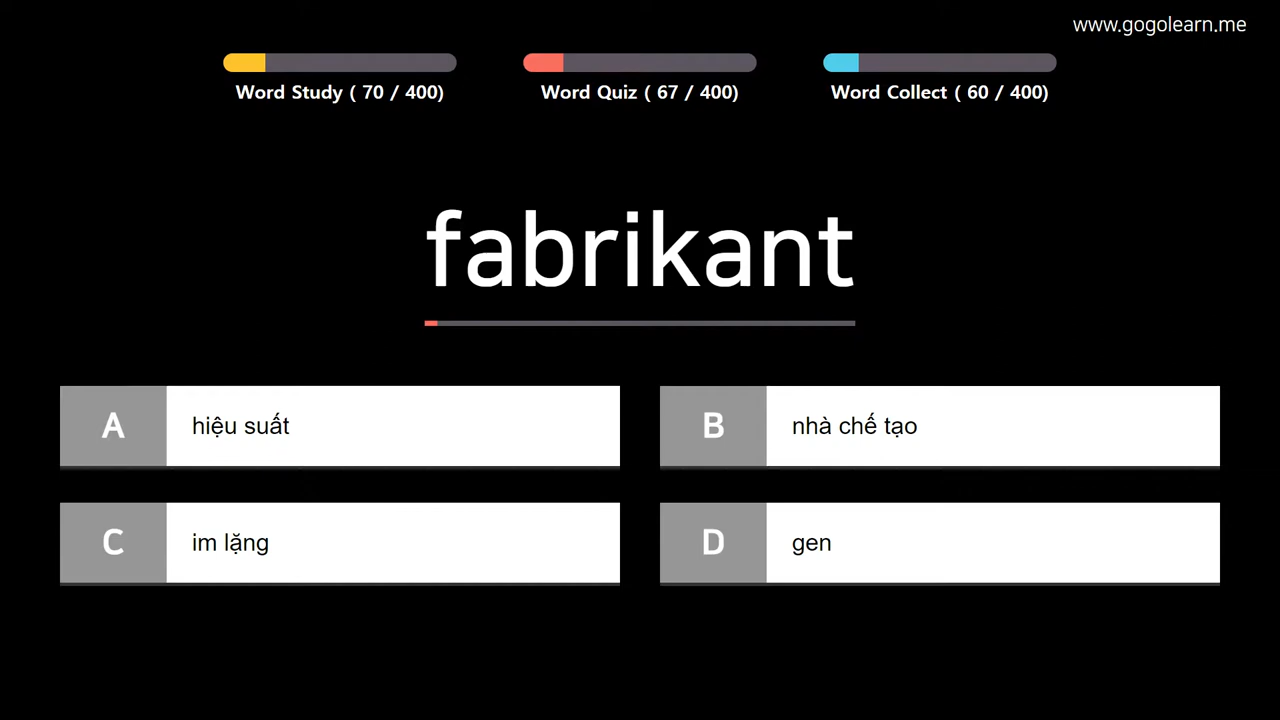 www.gogolearn.me
Word Study ( 70 / 400)
Word Quiz ( 67 / 400)
Word Collect ( 60 / 400)
fabrikant
A hiệu suất
B nhà chế tạo
C im lặng
D gen